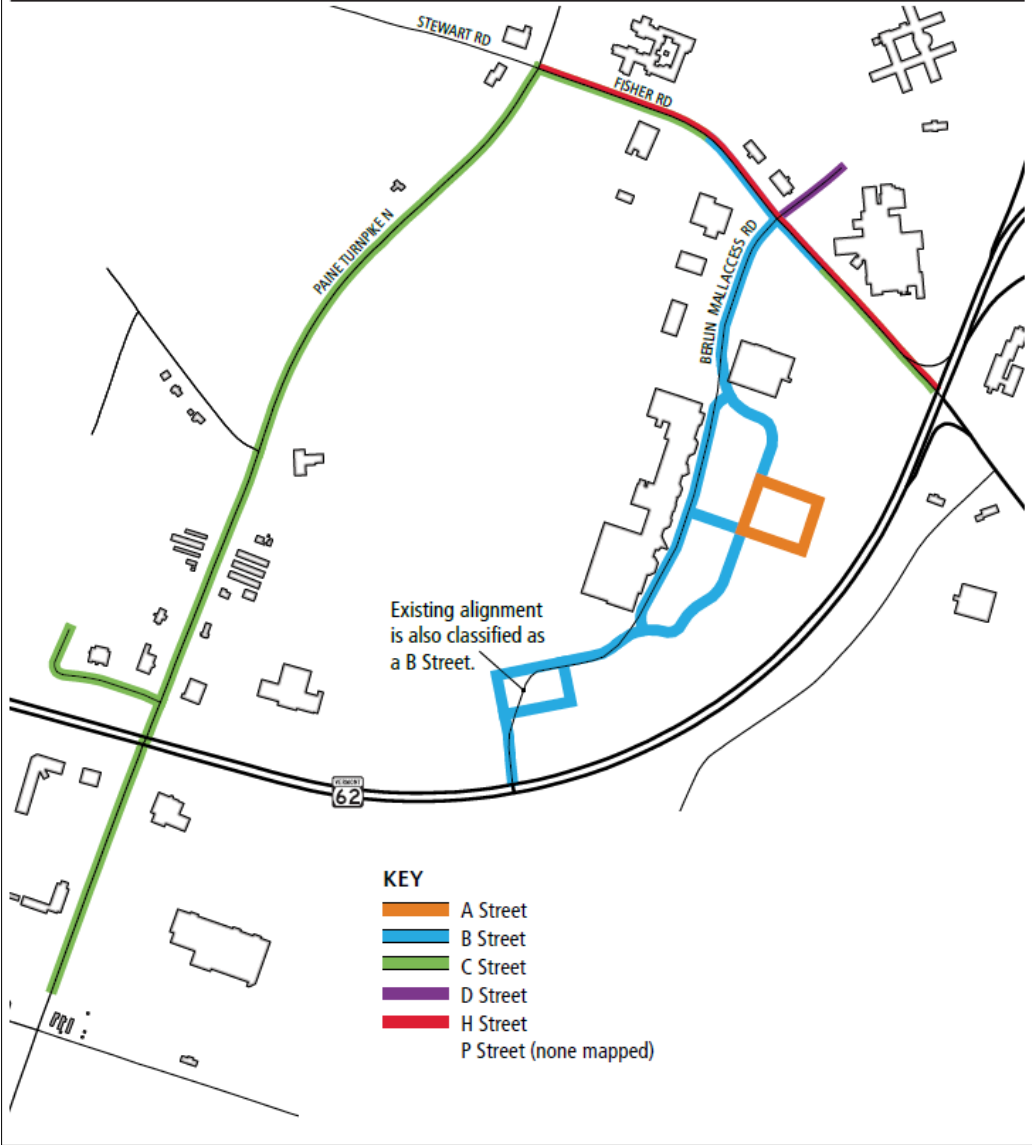 STEWART RD
FISHER RD
PAINE TURNPIKE N
BERLIN MALL ACCESS RD
Existing alignment
is also classified as
a B Street.
VERMONT
62
KEY
A Street
B Street
C Street
D Street
H Street
P Street (none mapped)